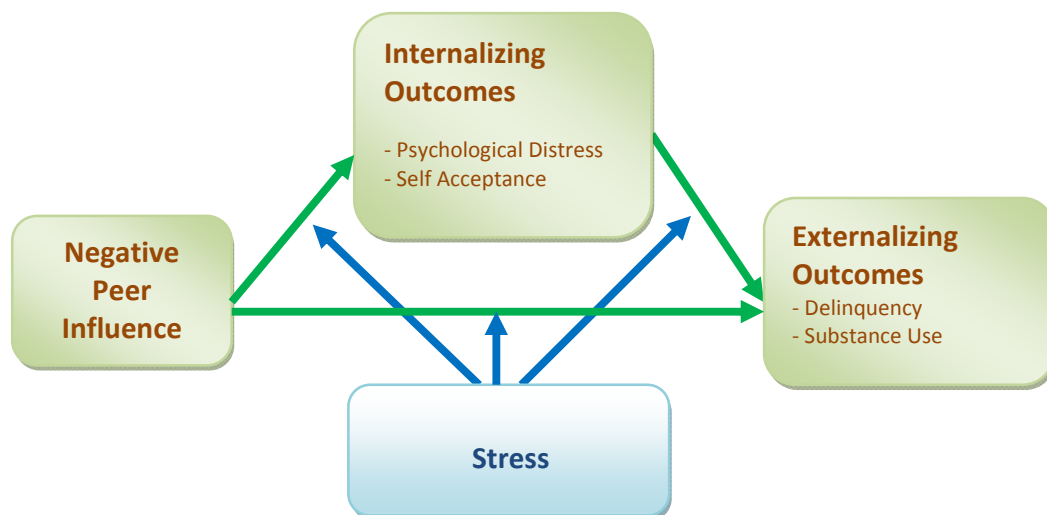 Internalizing
Outcomes
- Psychological Distress
- Self Acceptance
Negative
Peer
Influence
Externalizing
Outcomes
- Delinquency
- Substance Use
Stress